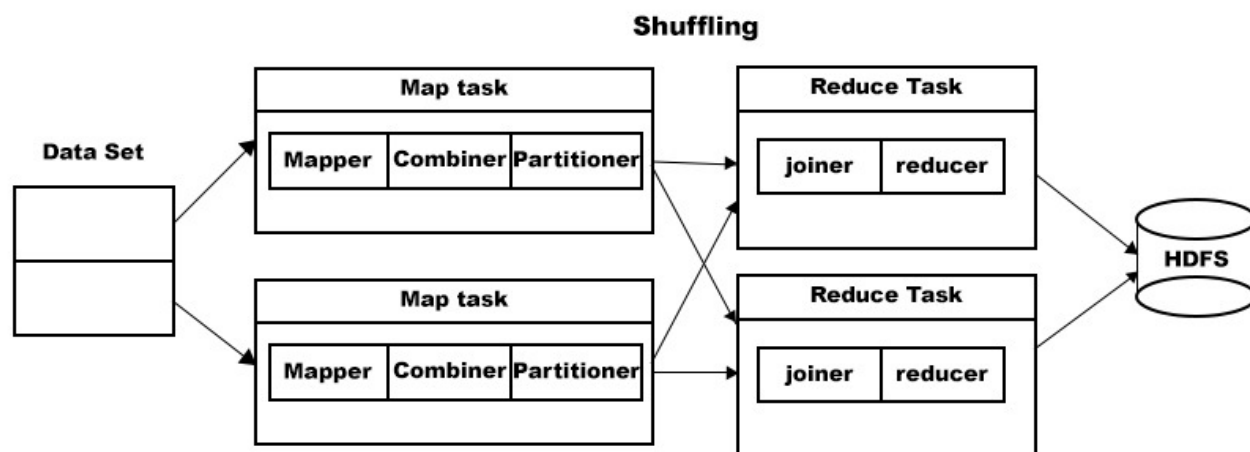 Shuffling
Data Set
Map task
Mapper Combiner Partitioner
Map task
Mapper Combiner Partitioner
Reduce Task
joiner reducer
Reduce Task
joiner reducer
HDFS